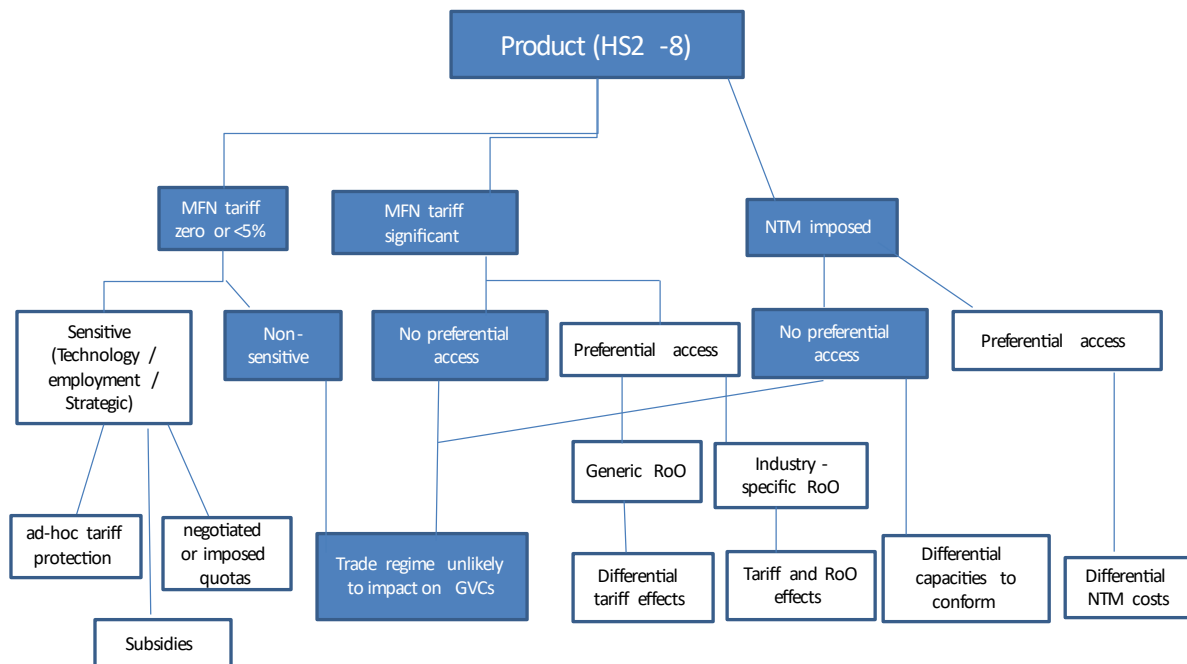 Product (HS2 -8)
MFN tariff
zero or <5%
MFN tariff
significant
NTM imposed
Sensitive
(Technology /
employment /
Strategic)
Non-
sensitive
No preferential
access
Preferential access
No preferential
access
Preferential access
Generic RoO
Industry -
specific RoO
ad-hoc tariff
protection
negotiated
or imposed
quotas
Trade regime unlikely
to impact on GVCs
Differential
tariff effects
Tariff and RoO
effects
Differential
capacities to
conform
Differential
NTM costs
Subsidies